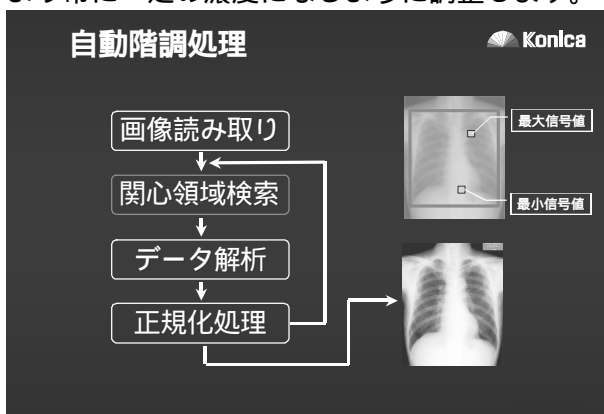 より常に一定の濃度になるように調整します。
自動階調処理
Konica
画像読み取り
関心領域検索
データ解析
正規化処理
最大信号値
最小信号値